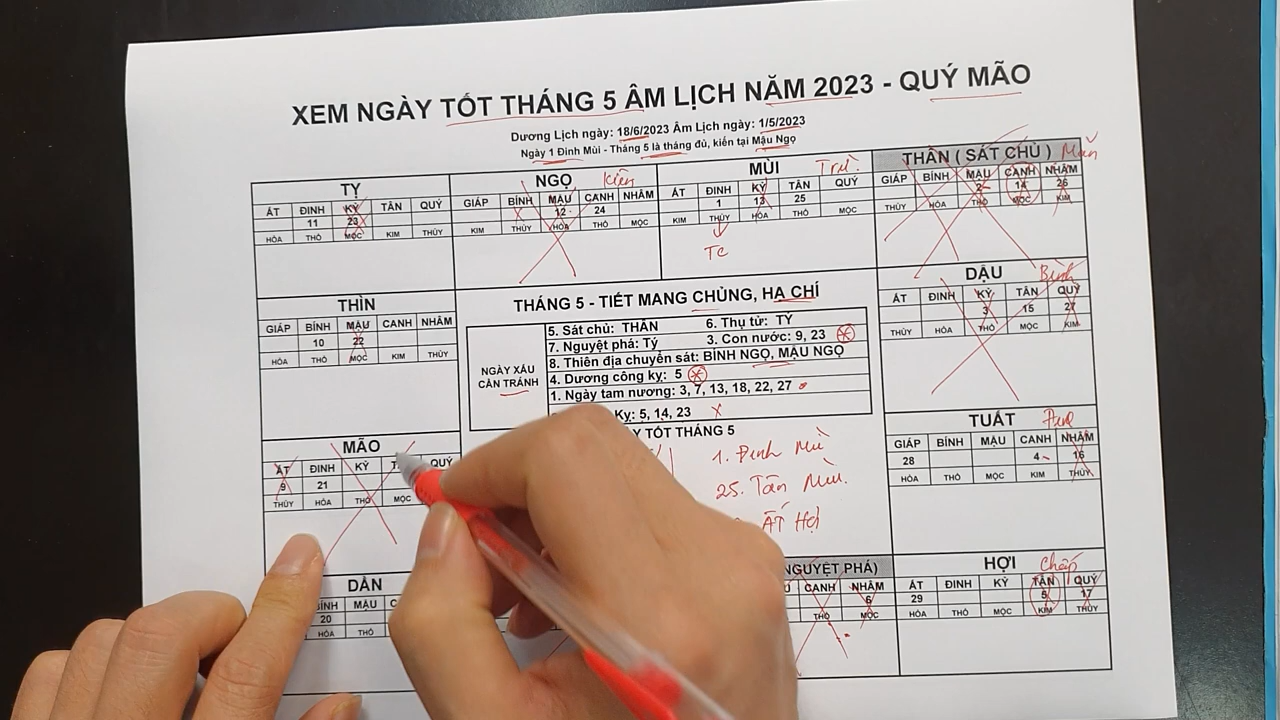 XEM NGÀY TỐT THÁNG 5 ÂM LỊCH NĂM 2023 - QUÝ MÃO
Dương Lịch ngày: 18/6/2023 Âm Lịch ngày: 1/5/2023
Ngày 1 Đinh Mùi - Tháng 5 là tháng đủ, kiến tại Mậu Ngọ
TỴ
ẤT ĐINH KỶ TÂN QUÝ
11 23
HỎA THỔ MỘC KIM THỦY
NGỌ Kiến
GIÁP BÍNH MẬU CANH NHÂM
12 24
KIM THỦY HỎA THỔ MỘC
MÙI Trừ
ẤT ĐINH KỶ TÂN QUÝ
1 13 25
KIM THỦY HỎA THỔ MỘC
TC
THÂN ( SÁT CHỦ ) Mãn
GIÁP BÍNH MẬU CANH NHÂM
2 14 26
THỦY HỎA THỔ MỘC KIM
THÌN
GIÁP BÍNH MẬU CANH NHÂM
10 22
HỎA THỔ MỘC KIM THỦY
THÁNG 5 - TIẾT MANG CHỦNG, HẠ CHÍ
NGÀY XẤU
CẦN TRÁNH
5. Sát chủ: THÂN 6. Thụ tử: TÝ
7. Nguyệt phá: Tý 3. Con nước: 9, 23
8. Thiên địa chuyển sát: BÍNH NGỌ, MẬU NGỌ
4. Dương công kỵ: 5
1. Ngày tam nương: 3, 7, 13, 18, 22, 27
Kỵ: 5, 14, 23
DẬU Bình
ẤT ĐINH KỶ TÂN QUÝ
3 15 27
THỦY HỎA THỔ MỘC KIM
MÃO
ẤT ĐINH KỶ QUÝ
9 21
THỦY HỎA THỔ MỘC
TỐT THÁNG 5
1. Đinh Mùi
25. Tân Mùi.
Ất Hợi
TUẤT
GIÁP BÍNH MẬU CANH NHÂM
28 4 16
HỎA THỔ MỘC KIM THỦY
DẦN
BÍNH MẬU
20
HỎA THỔ
NGUYỆT PHÁ)
CANH NHÂM
6
THỔ MỘC
HỢI Chấp
ẤT ĐINH KỶ TÂN QUÝ
29 5 17
HỎA THỔ MỘC KIM THỦY